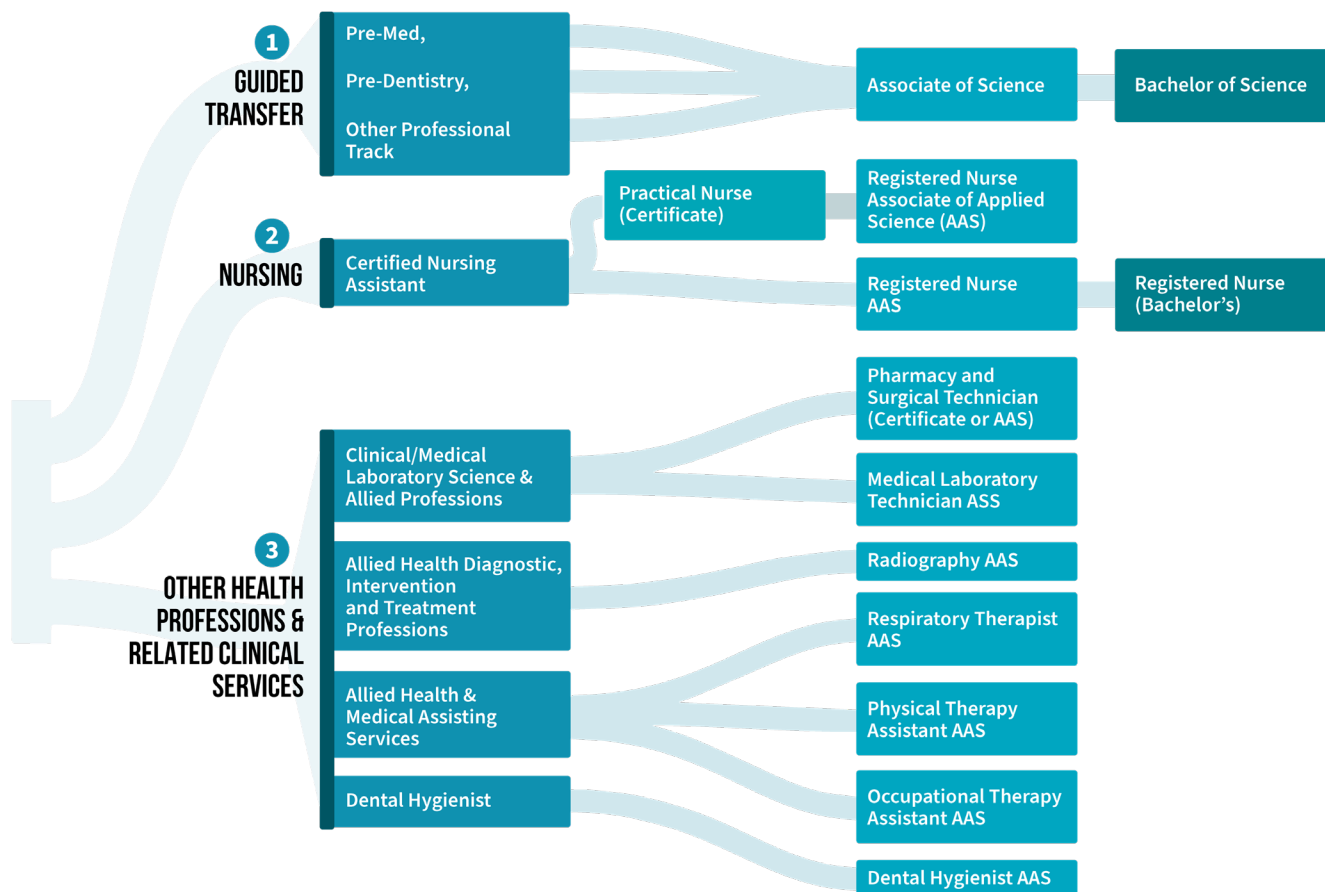 1
GUIDED
TRANSFER
Pre-Med,
Pre-Dentistry,
Other Professional
Track
Associate of Science
Bachelor of Science
2
NURSING
Certified Nursing
Assistant
Practical Nurse
(Certificate)
Registered Nurse
Associate of Applied
Science (AAS)
Registered Nurse
AAS
Registered Nurse
(Bachelor’s)
3
OTHER HEALTH
PROFESSIONS &
RELATED CLINICAL
SERVICES
Clinical/Medical
Laboratory Science &
Allied Professions
Pharmacy and
Surgical Technician
(Certificate or AAS)
Medical Laboratory
Technician ASS
Allied Health Diagnostic,
Intervention
and Treatment
Professions
Radiography AAS
Allied Health &
Medical Assisting
Services
Respiratory Therapist
AAS
Physical Therapy
Assistant AAS
Occupational Therapy
Assistant AAS
Dental Hygienist
Dental Hygienist AAS